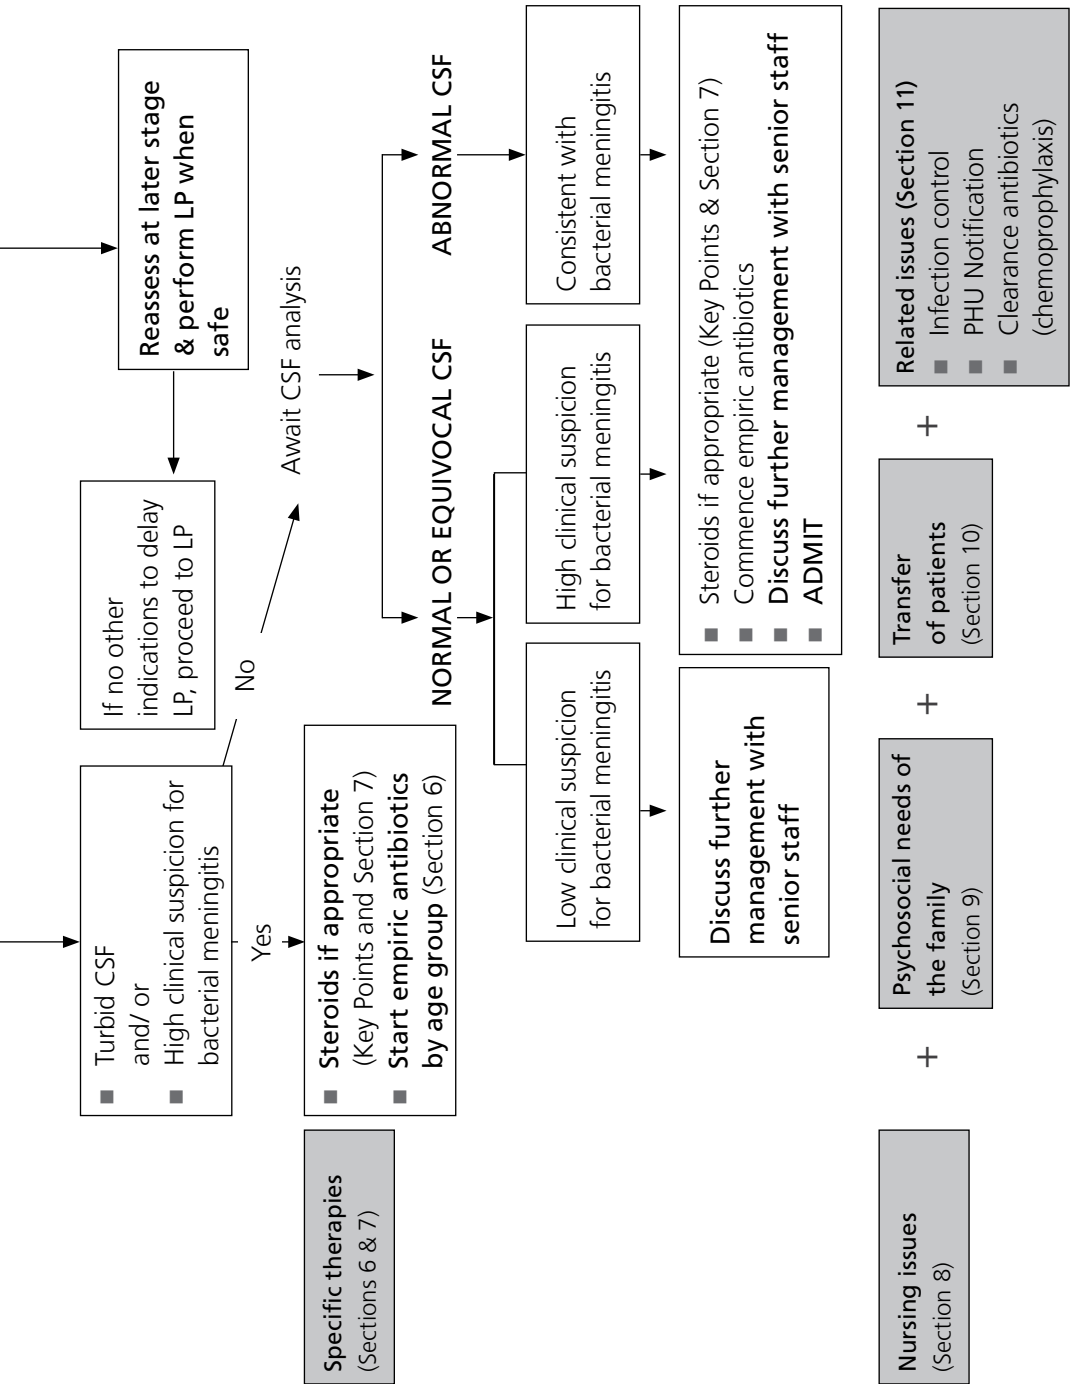 ■ Turbid CSF
and/ or
■ High clinical suspicion for
bacterial meningitis
If no other
indications to delay
LP, proceed to LP
Reassess at later stage
& perform LP when
safe
Yes
No
Await CSF analysis
Specific therapies
(Sections 6 & 7)
■ Steroids if appropriate
(Key Points and Section 7)
■ Start empiric antibiotics
by age group (Section 6)
NORMAL OR EQUIVOCAL CSF
ABNORMAL CSF
Low clinical suspicion
for bacterial meningitis
High clinical suspicion
for bacterial meningitis
Consistent with
bacterial meningitis
Discuss further
management with
senior staff
■ Steroids if appropriate (Key Points & Section 7)
■ Commence empiric antibiotics
■ Discuss further management with senior staff
■ ADMIT
Nursing issues
(Section 8)
+
Psychosocial needs of
the family
(Section 9)
+
Transfer
of patients
(Section 10)
+
Related issues (Section 11)
■ Infection control
■ PHU Notification
■ Clearance antibiotics
(chemoprophylaxis)